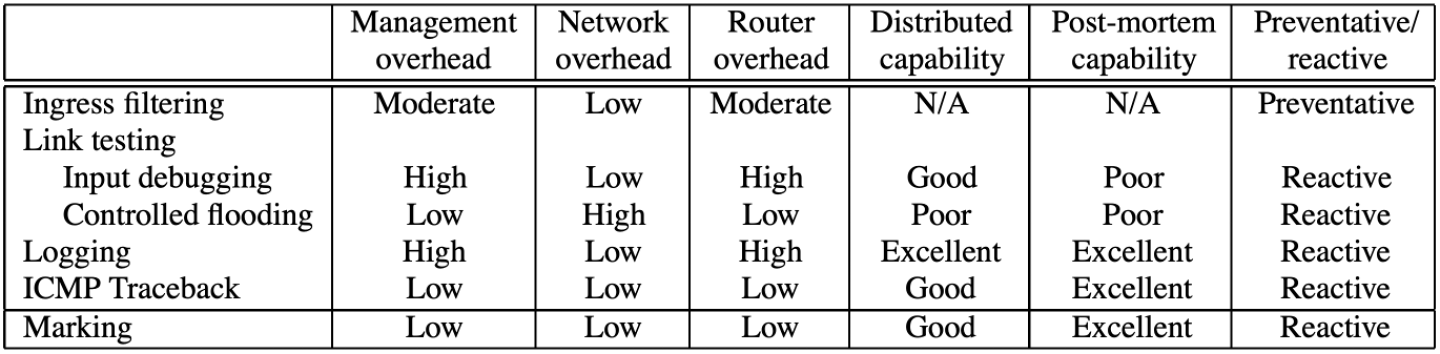 Management Network Router Distributed Post-mortem Preventative/
overhead overhead overhead capability capability reactive
Ingress filtering Moderate Low Moderate N/A N/A Preventative
Link testing
Input debugging High Low High Good Poor Reactive
Controlled flooding Low High Low Poor Poor Reactive
Logging High Low High Excellent Excellent Reactive
ICMP Traceback Low Low Low Good Excellent Reactive
Marking Low Low Low Good Excellent Reactive